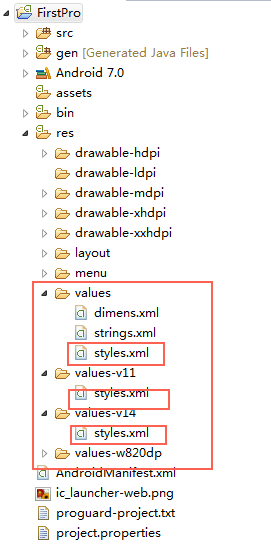 FirstPro
src
gen [Generated Java Files]
Android 7.0
assets
bin
res
drawable-hdpi
drawable-ldpi
drawable-mdpi
drawable-xhdpi
drawable-xxhdpi
layout
menu
values
dimens.xml
strings.xml
styles.xml
values-v11
styles.xml
values-v14
styles.xml
values-w820dp
AndroidManifest.xml
ic_launcher-web.png
proguard-project.txt
project.properties